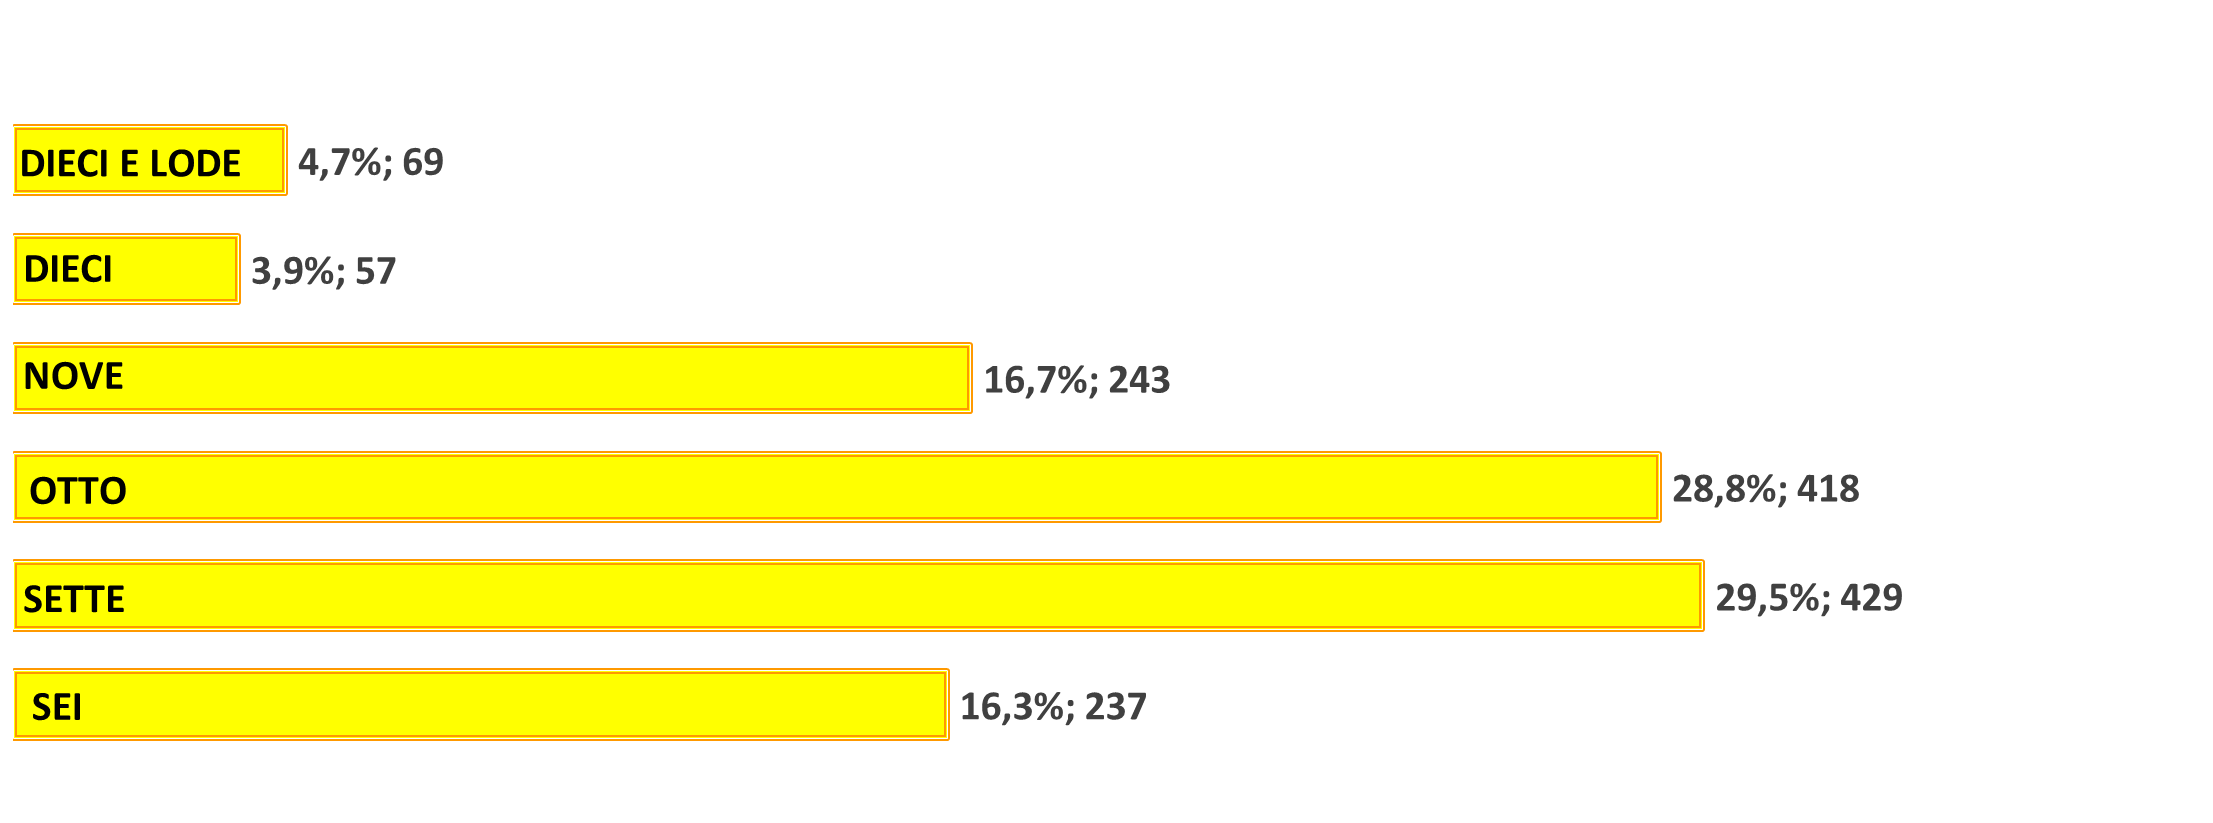 DIECI E LODE 4,7%; 69
DIECI 3,9%; 57
NOVE 16,7%; 243
OTTO 28,8%; 418
SETTE 29,5%; 429
SEI 16,3%; 237